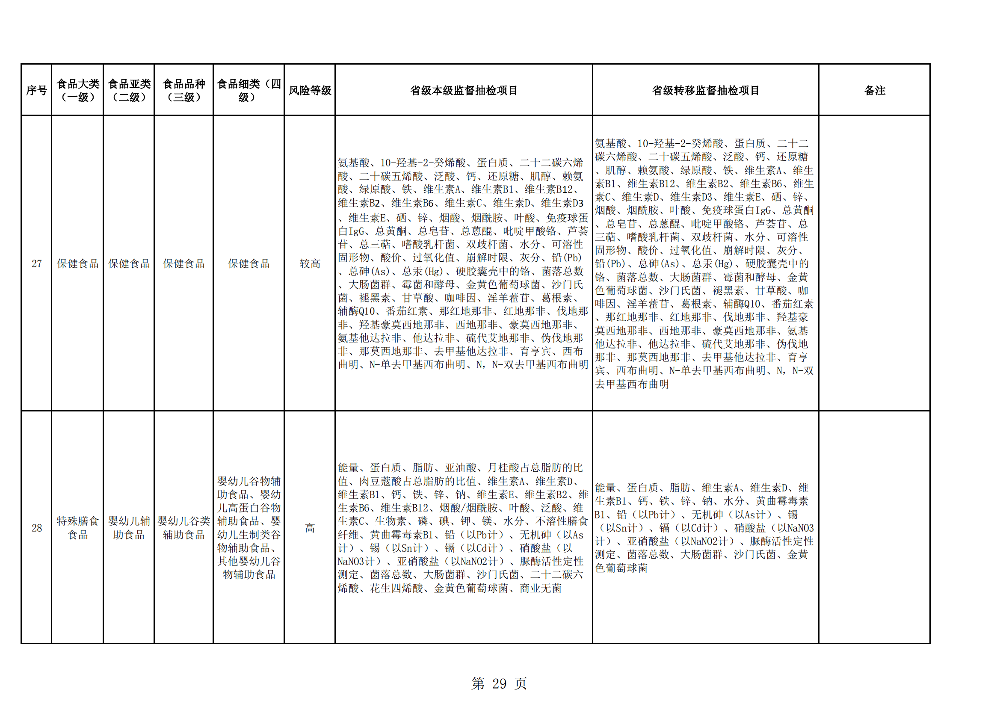 序号
食品大类
（一级）
食品亚类
（二级）
食品品种
（三级）
食品细类（四
级）
风险等级
省级本级监督抽检项目
省级转移监督抽检项目
备注
27
保健食品
保健食品
保健食品
保健食品
较高
氨基酸、10-羟基-2-癸烯酸、蛋白质、二十二碳六烯
酸、二十碳五烯酸、泛酸、钙、还原糖、肌醇、赖氨
酸、绿原酸、铁、维生素A、维生素B1、维生素B12、
维生素B2、维生素B6、维生素C、维生素D、维生素D3
、维生素E、硒、锌、烟酸、烟酰胺、叶酸、免疫球蛋
白IgG、总黄酮、总皂苷、总蒽醌、吡啶甲酸铬、芦荟
苷、总三萜、嗜酸乳杆菌、双歧杆菌、水分、可溶性
固形物、酸价、过氧化值、崩解时限、灰分、铅(Pb)
、总砷(As)、总汞(Hg)、硬胶囊壳中的铬、菌落总数
、大肠菌群、霉菌和酵母、金黄色葡萄球菌、沙门氏
菌、褪黑素、甘草酸、咖啡因、淫羊藿苷、葛根素、
辅酶Q10、番茄红素、那红地那非、红地那非、伐地那
非、羟基豪莫西地那非、西地那非、豪莫西地那非、
氨基他达拉非、他达拉非、硫代艾地那非、伪伐地那
非、那莫西地那非、去甲基他达拉非、育亨宾、西布
曲明、N-单去甲基西布曲明、N，N-双去甲基西布曲明
氨基酸、10-羟基-2-癸烯酸、蛋白质、二十二
碳六烯酸、二十碳五烯酸、泛酸、钙、还原糖
、肌醇、赖氨酸、绿原酸、铁、维生素A、维生
素B1、维生素B12、维生素B2、维生素B6、维生
素C、维生素D、维生素D3、维生素E、硒、锌、
烟酸、烟酰胺、叶酸、免疫球蛋白IgG、总黄酮
、总皂苷、总蒽醌、吡啶甲酸铬、芦荟苷、总
三萜、嗜酸乳杆菌、双歧杆菌、水分、可溶性
固形物、酸价、过氧化值、崩解时限、灰分、
铅(Pb)、总砷(As)、总汞(Hg)、硬胶囊壳中的
铬、菌落总数、大肠菌群、霉菌和酵母、金黄
色葡萄球菌、沙门氏菌、褪黑素、甘草酸、咖
啡因、淫羊藿苷、葛根素、辅酶Q10、番茄红素
、那红地那非、红地那非、伐地那非、羟基豪
莫西地那非、西地那非、豪莫西地那非、氨基
他达拉非、他达拉非、硫代艾地那非、伪伐地
那非、那莫西地那非、去甲基他达拉非、育亨
宾、西布曲明、N-单去甲基西布曲明、N，N-双
去甲基西布曲明
28
特殊膳食
食品
婴幼儿辅
助食品
婴幼儿谷类
辅助食品
婴幼儿谷物辅
助食品、婴幼
儿高蛋白谷物
辅助食品、婴
幼儿生制类谷
物辅助食品、
其他婴幼儿谷
物辅助食品
高
能量、蛋白质、脂肪、亚油酸、月桂酸占总脂肪的比
值、肉豆蔻酸占总脂肪的比值、维生素A、维生素D、
维生素B1、钙、铁、锌、钠、维生素E、维生素B2、维
生素B6、维生素B12、烟酸/烟酰胺、叶酸、泛酸、维
生素C、生物素、磷、碘、钾、镁、水分、不溶性膳食
纤维、黄曲霉毒素B1、铅（以Pb计）、无机砷（以As
计）、锡（以Sn计）、镉（以Cd计）、硝酸盐（以
NaNO3计）、亚硝酸盐（以NaNO2计）、脲酶活性定性
测定、菌落总数、大肠菌群、沙门氏菌、二十二碳六
烯酸、花生四烯酸、金黄色葡萄球菌、商业无菌
能量、蛋白质、脂肪、维生素A、维生素D、维
生素B1、钙、铁、锌、钠、水分、黄曲霉毒素
B1、铅（以Pb计）、无机砷（以As计）、锡
（以Sn计）、镉（以Cd计）、硝酸盐（以NaNO3
计）、亚硝酸盐（以NaNO2计）、脲酶活性定性
测定、菌落总数、大肠菌群、沙门氏菌、金黄
色葡萄球菌
第 29 页